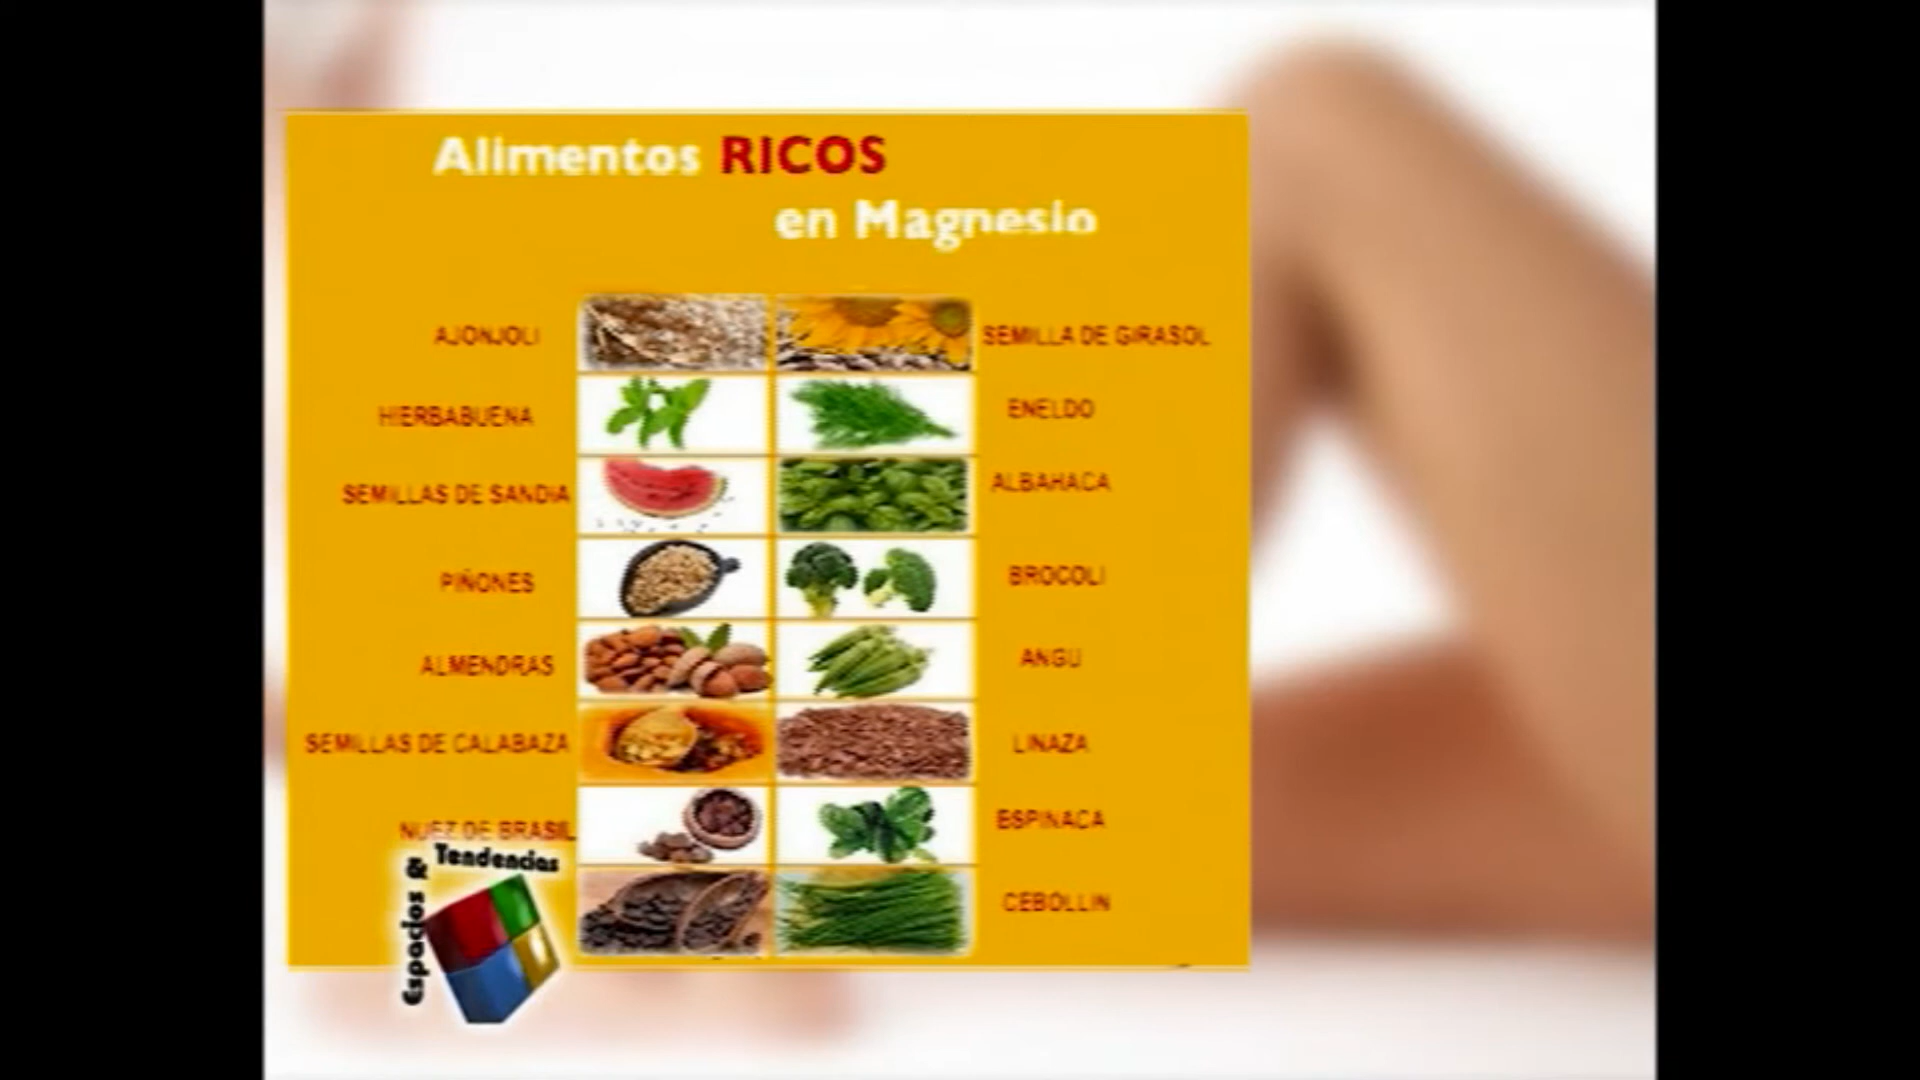 Alimentos RICOS
en Magnesio
AJONJOLI
SEMILLA DE GIRASOL
HIERBABUENA
ENELDO
SEMILLAS DE SANDIA
ALBAHACA
PIÑONES
BROCOLI
ALMENDRAS
ANGU
SEMILLAS DE CALABAZA
LINAZA
NUEZ DE BRASIL
ESPINACA
CEBOLLIN
Espacios &
Tendencias